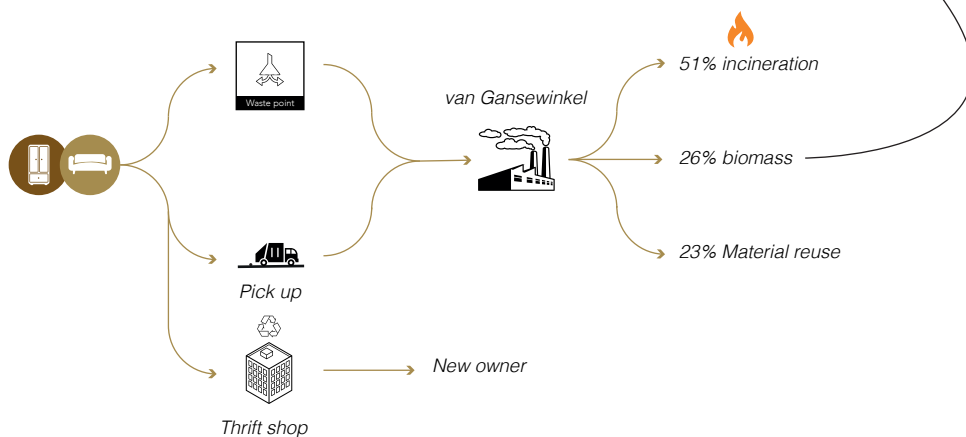 51% incineration
Waste point
van Gansewinkel
26% biomass
23% Material reuse
Pick up
New owner
Thrift shop